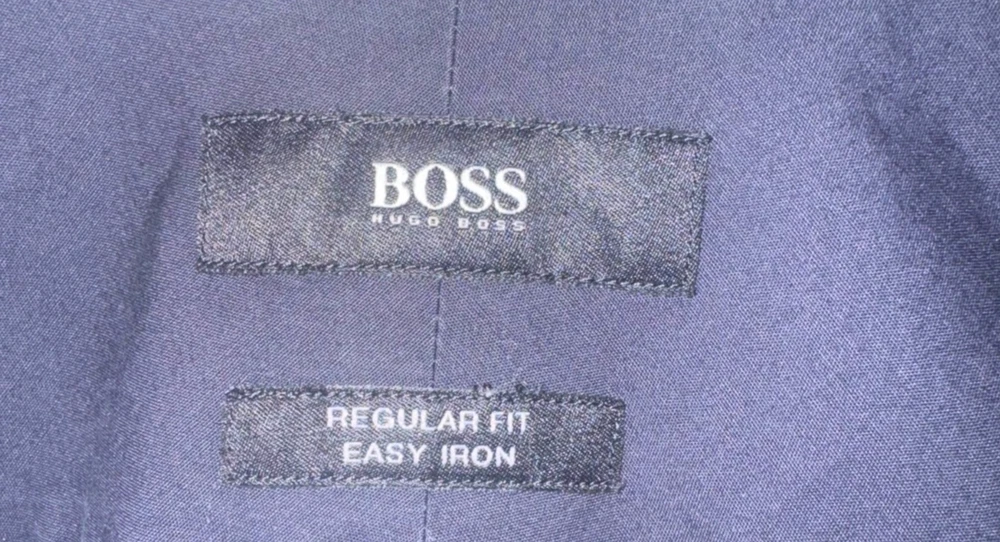 BOSS
HUGO BOSS
REGULAR FIT
EASY IRON